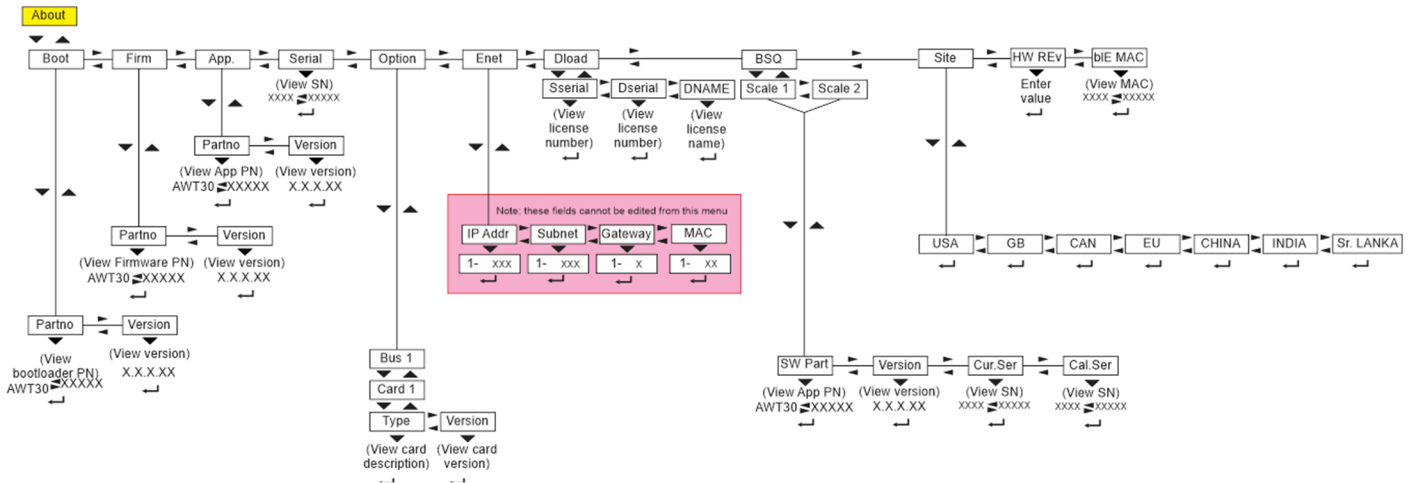 About
Boot Firm App. Serial Option Enet Dload BSQ Site HW REv blE MAC
(View SN)
XXXX XXXXX
Sserial Dserial DNAME
(View license number)
(View license number)
(View license name)
Scale 1 Scale 2
Enter value
(View MAC)
XXXX XXXXX
Partno Version
(View App PN) (View version)
AWT30 XXXXX X.X.X.XX
Note: these fields cannot be edited from this menu
IP Addr Subnet Gateway MAC
1- XXX 1- XXX 1- X 1- XX
Partno Version
(View Firmware PN) (View version)
AWT30 XXXXX X.X.X.XX
USA GB CAN EU CHINA INDIA Sr. LANKA
Partno Version
(View bootloader PN) (View version)
AWT30 XXXXX X.X.X.XX
Bus 1
Card 1
Type Version
(View card description) (View card version)
SW Part Version Cur.Ser Cal.Ser
(View App PN) (View version) (View SN) (View SN)
AWT30 XXXXX X.X.X.XX XXXX XXXXX XXXX XXXXX